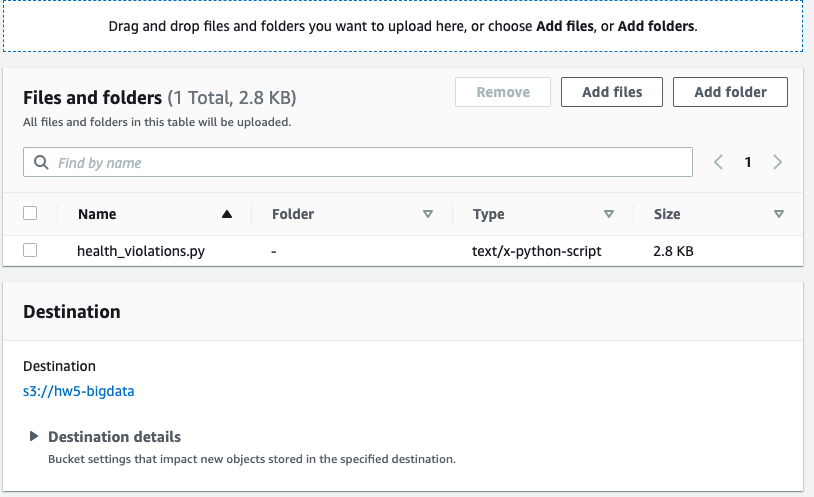 Drag and drop files and folders you want to upload here, or choose Add files, or Add folders.
Files and folders (1 Total, 2.8 KB)
Remove
Add files
Add folder
All files and folders in this table will be uploaded.
Find by name
1
Name
Folder
Type
Size
health_violations.py
-
text/x-python-script
2.8 KB
Destination
Destination
s3://hw5-bigdata
Destination details
Bucket settings that impact new objects stored in the specified destination.